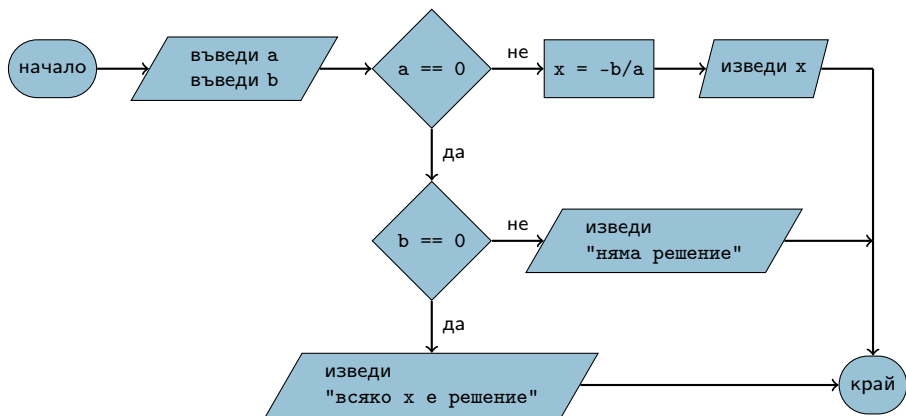 начало
въведи a
въведи b
a == 0
не
x = -b/a
изведи x
да
b == 0
не
изведи
"няма решение"
да
изведи
"всяко x е решение"
край